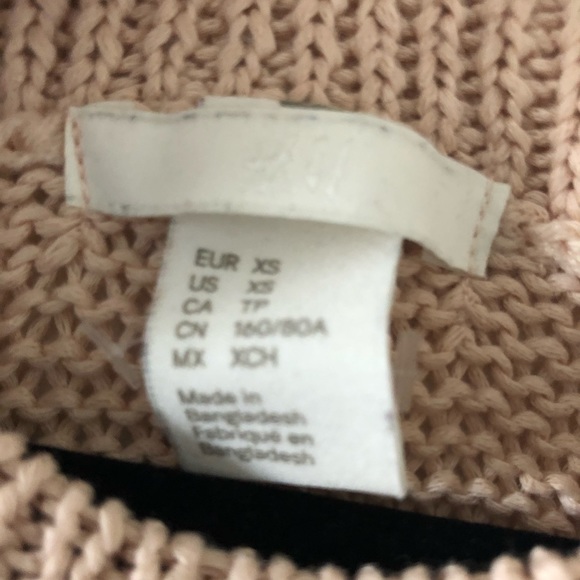 EUR XS
US XS
CA TP
CN 160/80A
MX XCH
Made in
Bangladesh
Fabriqué en
Bangladesh